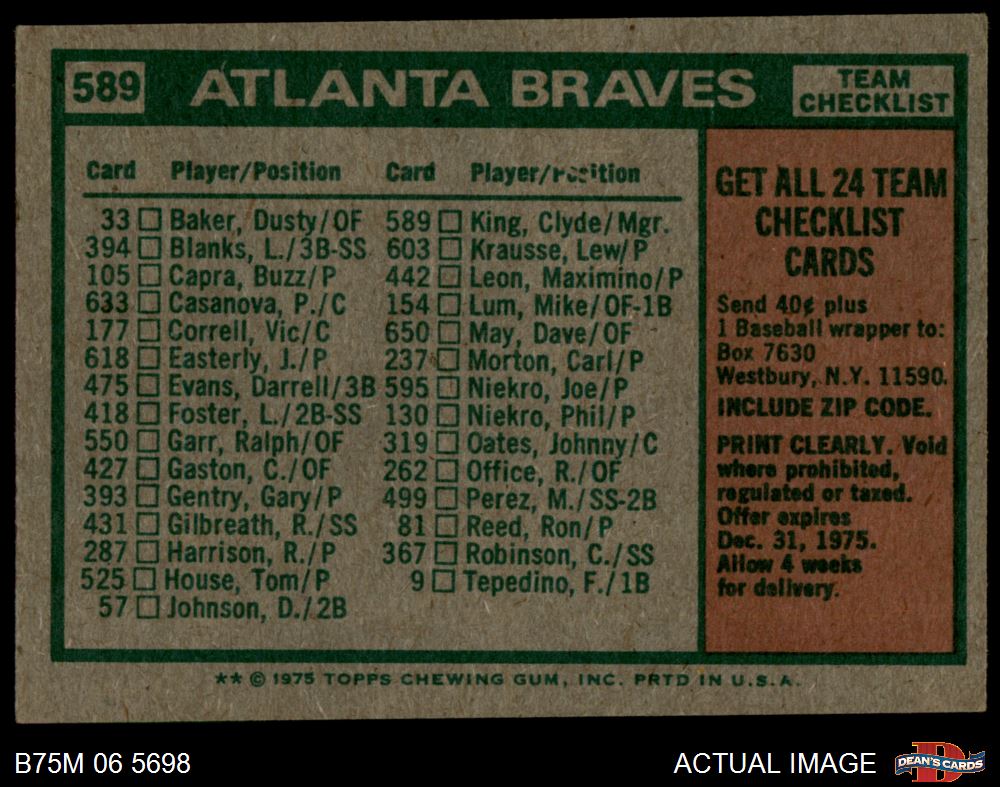 589 ATLANTA BRAVES TEAM CHECKLIST
Card Player/Position Card Player/Position
33 Baker, Dusty/OF 589 King, Clyde/Mgr.
394 Blanks, L./3B-SS 603 Krausse, Lew/P
105 Capra, Buzz/P 442 Leon, Maximino/P
633 Casanova, P./C 154 Lum, Mike/OF-1B
177 Correll, Vic/C 650 May, Dave/OF
618 Easterly, J./P 237 Morton, Carl/P
475 Evans, Darrell/3B 595 Niekro, Joe/P
418 Foster, L./2B-SS 130 Niekro, Phil/P
550 Garr, Ralph/OF 319 Oates, Johnny/C
427 Gaston, C./OF 262 Office, R./OF
393 Gentry, Gary/P 499 Perez, M./SS-2B
431 Gilbreath, R./SS 81 Reed, Ron/P
287 Harrison, R./P 367 Robinson, C./SS
525 House, Tom/P 9 Tepedino, F./1B
57 Johnson, D./2B
GET ALL 24 TEAM
CHECKLIST
CARDS
Send 40¢ plus
1 Baseball wrapper to:
Box 7630
Westbury, N.Y. 11590.
INCLUDE ZIP CODE.
PRINT CLEARLY. Void
where prohibited,
regulated or taxed.
Offer expires
Dec. 31, 1975.
Allow 4 weeks
for delivery.
** © 1975 TOPPS CHEWING GUM, INC. PRTD IN U.S.A.
B75M 06 5698 ACTUAL IMAGE DEAN'S CARDS